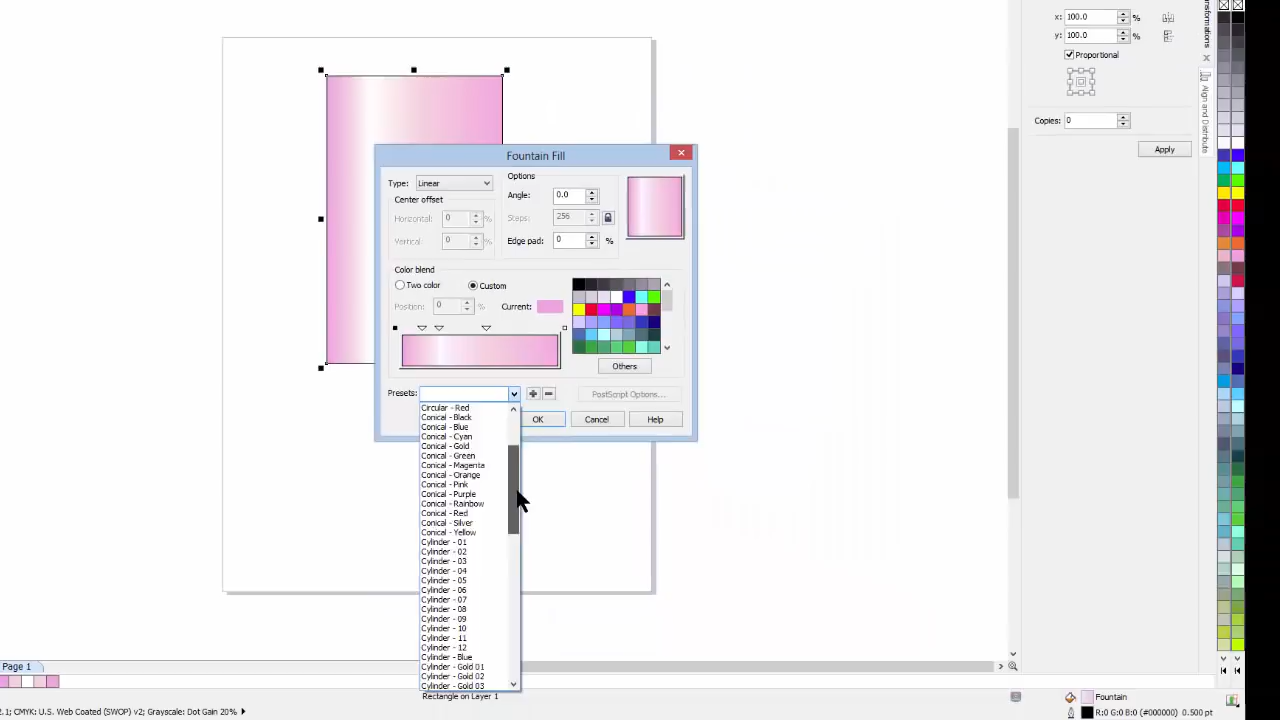 x: 100.0 %
y: 100.0 %
Proportional
Copies: 0
Apply
Align and Distribute
Fountain Fill
Type: Linear
Options
Angle: 0.0
Center offset
Horizontal: 0 %
Steps: 256
Vertical: 0 %
Edge pad: 0 %
Color blend
Two color
Custom
Position: 0 %
Current:
Others
Presets:
PostScript Options...
OK
Cancel
Help
Circular - Red
Conical - Black
Conical - Blue
Conical - Cyan
Conical - Gold
Conical - Green
Conical - Magenta
Conical - Orange
Conical - Pink
Conical - Purple
Conical - Rainbow
Conical - Red
Conical - Silver
Conical - Yellow
Cylinder - 01
Cylinder - 02
Cylinder - 03
Cylinder - 04
Cylinder - 05
Cylinder - 06
Cylinder - 07
Cylinder - 08
Cylinder - 09
Cylinder - 10
Cylinder - 11
Cylinder - 12
Cylinder - Blue
Cylinder - Gold 01
Cylinder - Gold 02
Cylinder - Gold 03
Page 1
Rectangle on Layer 1
Fountain
2.1; CMYK: U.S. Web Coated (SWOP) v2; Grayscale: Dot Gain 20%
R:0 G:0 B:0 (#000000) 0.500 pt